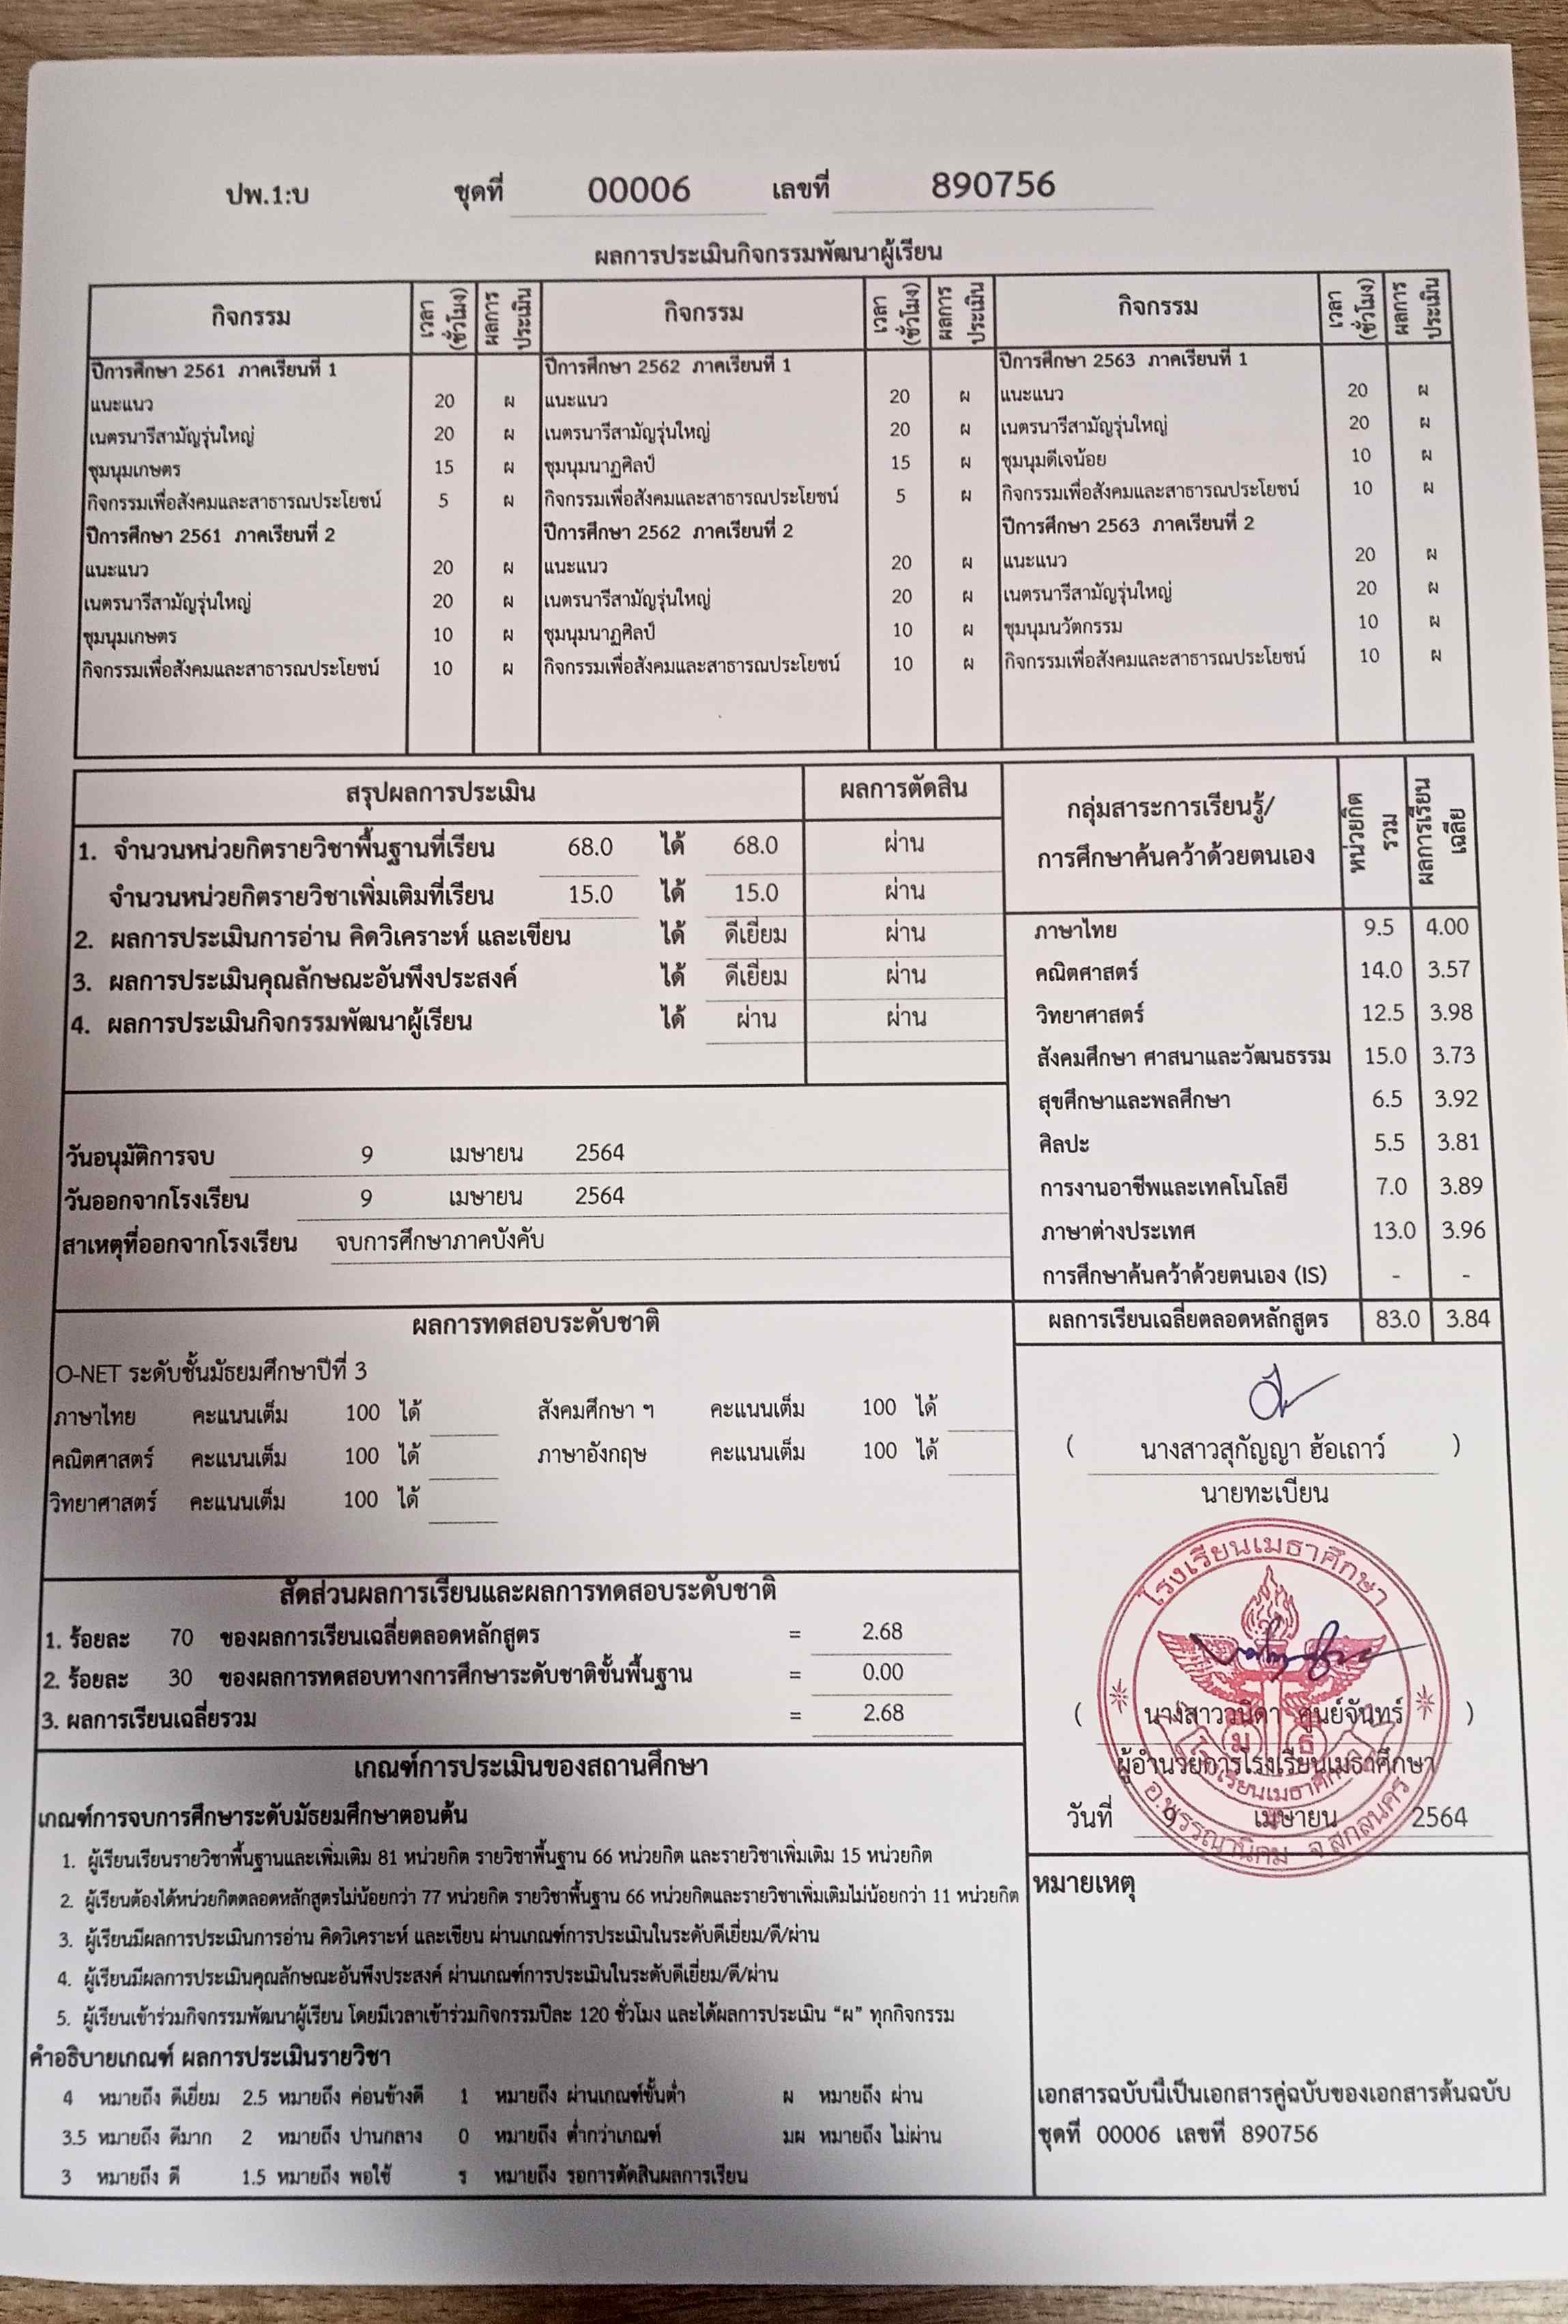 ปพ.1:บ ชุดที่ 00006 เลขที่ 890756
ผลการประเมินกิจกรรมพัฒนาผู้เรียน
กิจกรรม เวลา (ชั่วโมง) ผลการประเมิน กิจกรรม เวลา (ชั่วโมง) ผลการประเมิน กิจกรรม เวลา (ชั่วโมง) ผลการประเมิน
ปีการศึกษา 2561 ภาคเรียนที่ 1 ปีการศึกษา 2562 ภาคเรียนที่ 1 ปีการศึกษา 2563 ภาคเรียนที่ 1
แนะแนว 20 ผ แนะแนว 20 ผ แนะแนว 20 ผ
เนตรนารีสามัญรุ่นใหญ่ 20 ผ เนตรนารีสามัญรุ่นใหญ่ 20 ผ เนตรนารีสามัญรุ่นใหญ่ 20 ผ
ชุมนุมเกษตร 15 ผ ชุมนุมนาฏศิลป์ 15 ผ ชุมนุมดีเจน้อย 10 ผ
กิจกรรมเพื่อสังคมและสาธารณประโยชน์ 5 ผ กิจกรรมเพื่อสังคมและสาธารณประโยชน์ 5 ผ กิจกรรมเพื่อสังคมและสาธารณประโยชน์ 10 ผ
ปีการศึกษา 2561 ภาคเรียนที่ 2 ปีการศึกษา 2562 ภาคเรียนที่ 2 ปีการศึกษา 2563 ภาคเรียนที่ 2
แนะแนว 20 ผ แนะแนว 20 ผ แนะแนว 20 ผ
เนตรนารีสามัญรุ่นใหญ่ 20 ผ เนตรนารีสามัญรุ่นใหญ่ 20 ผ เนตรนารีสามัญรุ่นใหญ่ 20 ผ
ชุมนุมเกษตร 10 ผ ชุมนุมนาฏศิลป์ 10 ผ ชุมนุมนวัตกรรม 10 ผ
กิจกรรมเพื่อสังคมและสาธารณประโยชน์ 10 ผ กิจกรรมเพื่อสังคมและสาธารณประโยชน์ 10 ผ กิจกรรมเพื่อสังคมและสาธารณประโยชน์ 10 ผ
สรุปผลการประเมิน ผลการตัดสิน
1. จำนวนหน่วยกิตรายวิชาพื้นฐานที่เรียน 68.0 ได้ 68.0 ผ่าน
จำนวนหน่วยกิตรายวิชาเพิ่มเติมที่เรียน 15.0 ได้ 15.0 ผ่าน
2. ผลการประเมินการอ่าน คิดวิเคราะห์ และเขียน ได้ ดีเยี่ยม ผ่าน
3. ผลการประเมินคุณลักษณะอันพึงประสงค์ ได้ ดีเยี่ยม ผ่าน
4. ผลการประเมินกิจกรรมพัฒนาผู้เรียน ได้ ผ่าน ผ่าน
วันอนุมัติการจบ 9 เมษายน 2564
วันออกจากโรงเรียน 9 เมษายน 2564
สาเหตุที่ออกจากโรงเรียน จบการศึกษาภาคบังคับ
ผลการทดสอบระดับชาติ
O-NET ระดับชั้นมัธยมศึกษาปีที่ 3
ภาษาไทย คะแนนเต็ม 100 ได้ สังคมศึกษา ฯ คะแนนเต็ม 100 ได้
คณิตศาสตร์ คะแนนเต็ม 100 ได้ ภาษาอังกฤษ คะแนนเต็ม 100 ได้
วิทยาศาสตร์ คะแนนเต็ม 100 ได้
สัดส่วนผลการเรียนและผลการทดสอบระดับชาติ
1. ร้อยละ 70 ของผลการเรียนเฉลี่ยตลอดหลักสูตร = 2.68
2. ร้อยละ 30 ของผลการทดสอบทางการศึกษาระดับชาติขั้นพื้นฐาน = 0.00
3. ผลการเรียนเฉลี่ยรวม = 2.68
เกณฑ์การประเมินของสถานศึกษา
เกณฑ์การจบการศึกษาระดับมัธยมศึกษาตอนต้น
1. ผู้เรียนเรียนรายวิชาพื้นฐานและเพิ่มเติม 81 หน่วยกิต รายวิชาพื้นฐาน 66 หน่วยกิต และรายวิชาเพิ่มเติม 15 หน่วยกิต
2. ผู้เรียนต้องได้หน่วยกิตตลอดหลักสูตรไม่น้อยกว่า 77 หน่วยกิต รายวิชาพื้นฐาน 66 หน่วยกิตและรายวิชาเพิ่มเติมไม่น้อยกว่า 11 หน่วยกิต
3. ผู้เรียนมีผลการประเมินการอ่าน คิดวิเคราะห์ และเขียน ผ่านเกณฑ์การประเมินในระดับดีเยี่ยม/ดี/ผ่าน
4. ผู้เรียนมีผลการประเมินคุณลักษณะอันพึงประสงค์ ผ่านเกณฑ์การประเมินในระดับดีเยี่ยม/ดี/ผ่าน
5. ผู้เรียนเข้าร่วมกิจกรรมพัฒนาผู้เรียน โดยมีเวลาเข้าร่วมกิจกรรมปีละ 120 ชั่วโมง และได้ผลการประเมิน “ผ” ทุกกิจกรรม
คำอธิบายเกณฑ์ ผลการประเมินรายวิชา
4 หมายถึง ดีเยี่ยม 2.5 หมายถึง ค่อนข้างดี 1 หมายถึง ผ่านเกณฑ์ขั้นต่ำ ผ หมายถึง ผ่าน
3.5 หมายถึง ดีมาก 2 หมายถึง ปานกลาง 0 หมายถึง ต่ำกว่าเกณฑ์ มผ หมายถึง ไม่ผ่าน
3 หมายถึง ดี 1.5 หมายถึง พอใช้ ร หมายถึง รอการตัดสินผลการเรียน
กลุ่มสาระการเรียนรู้/
การศึกษาค้นคว้าด้วยตนเอง หน่วยกิตรวม ผลการเรียนเฉลี่ย
ภาษาไทย 9.5 4.00
คณิตศาสตร์ 14.0 3.57
วิทยาศาสตร์ 12.5 3.98
สังคมศึกษา ศาสนาและวัฒนธรรม 15.0 3.73
สุขศึกษาและพลศึกษา 6.5 3.92
ศิลปะ 5.5 3.81
การงานอาชีพและเทคโนโลยี 7.0 3.89
ภาษาต่างประเทศ 13.0 3.96
การศึกษาค้นคว้าด้วยตนเอง (IS) - -
ผลการเรียนเฉลี่ยตลอดหลักสูตร 83.0 3.84
( นางสาวสุกัญญา ฮ้อเถาว์ )
นายทะเบียน
โรงเรียนเมธาศึกษา
( นางสาววนิดา ศูนย์จันทร์ )
ม ธ
ผู้อำนวยการโรงเรียนเมธาศึกษา
โรงเรียนเมธาศึกษา
วันที่ 9 เมษายน 2564
อ.พรรณานิคม จ.สกลนคร
หมายเหตุ
เอกสารฉบับนี้เป็นเอกสารคู่ฉบับของเอกสารต้นฉบับ
ชุดที่ 00006 เลขที่ 890756